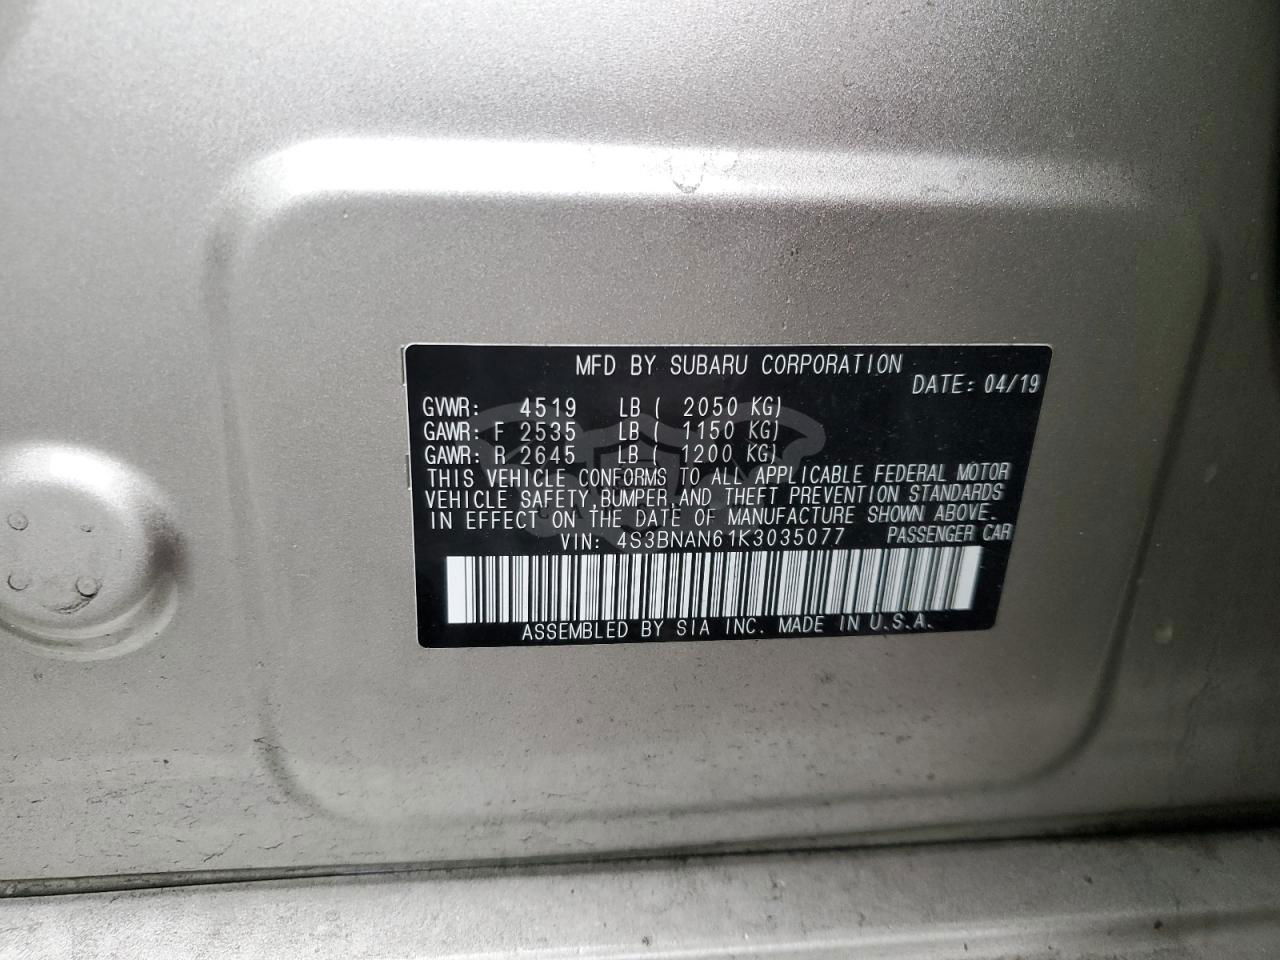 MFD BY SUBARU CORPORATION
DATE: 04/19
GVWR: 4519 LB ( 2050 KG)
GAWR: F 2535 LB ( 1150 KG)
GAWR: R 2645 LB ( 1200 KG)
THIS VEHICLE CONFORMS TO ALL APPLICABLE FEDERAL MOTOR
VEHICLE SAFETY,BUMPER,AND THEFT PREVENTION STANDARDS
IN EFFECT ON THE DATE OF MANUFACTURE SHOWN ABOVE.
VIN: 4S3BNAN61K3035077 PASSENGER CAR
ASSEMBLED BY SIA INC. MADE IN U.S.A.